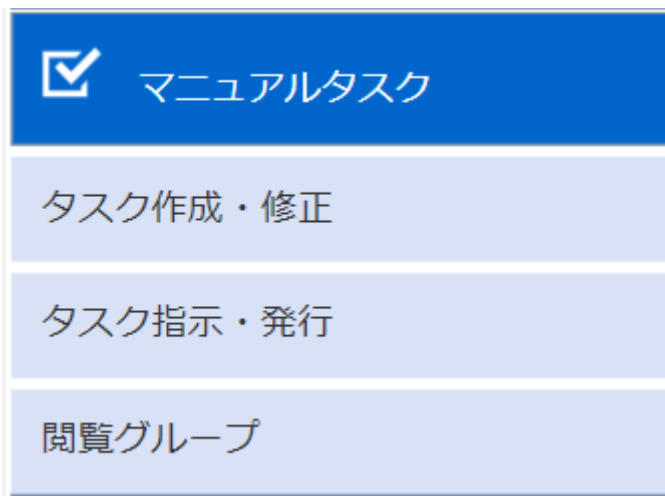 マニュアルタスク
タスク作成・修正
タスク指示・発行
閲覧グループ